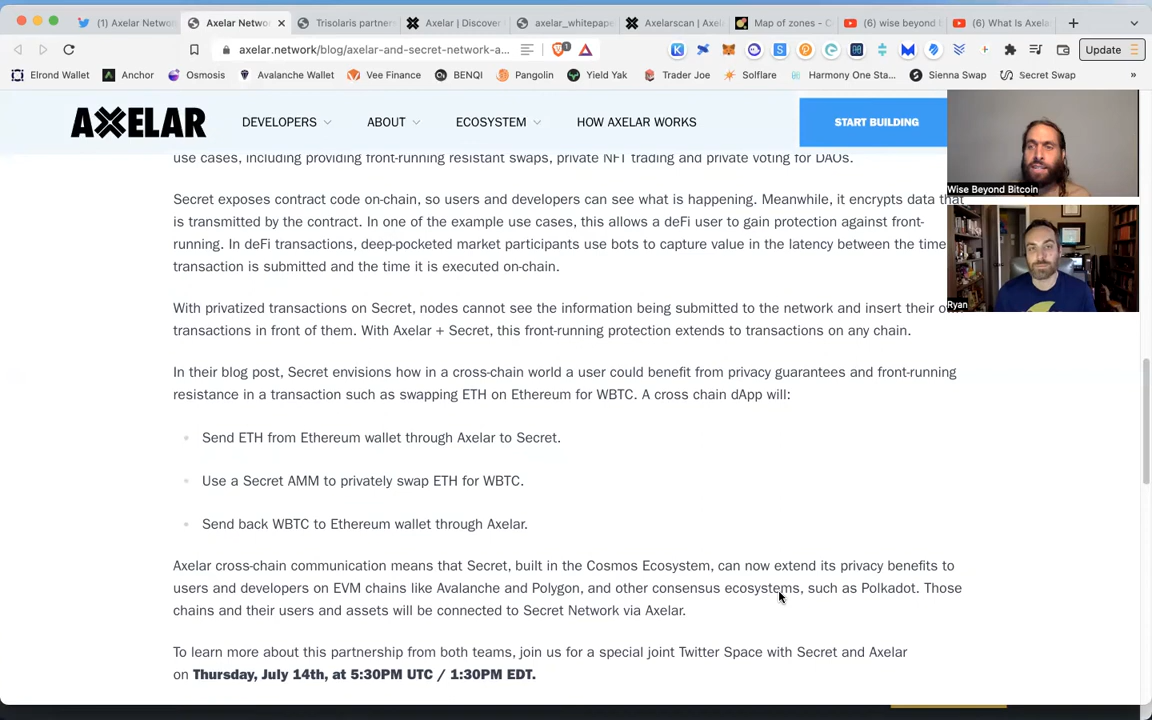 (1) Axelar Netwo
Axelar Netwo
Trisolaris partner
Axelar | Discover
axelar_whitepape
Axelarscan | Axe
Map of zones - C
(6) wise beyond
(6) What Is Axela
axelar.network/blog/axelar-and-secret-network-a...
Update
Elrond Wallet
Anchor
Osmosis
Avalanche Wallet
Vee Finance
BENQI
Pangolin
Yield Yak
Trader Joe
Solflare
Harmony One Sta...
Sienna Swap
Secret Swap
AXELAR
DEVELOPERS
ABOUT
ECOSYSTEM
HOW AXELAR WORKS
START BUILDING
Wise Beyond Bitcoin
Ryan
use cases, including providing front-running resistant swaps, private NFT trading and private voting for DAOs.
Secret exposes contract code on-chain, so users and developers can see what is happening. Meanwhile, it encrypts data that
is transmitted by the contract. In one of the example use cases, this allows a deFi user to gain protection against front-
running. In deFi transactions, deep-pocketed market participants use bots to capture value in the latency between the time
transaction is submitted and the time it is executed on-chain.
With privatized transactions on Secret, nodes cannot see the information being submitted to the network and insert their
transactions in front of them. With Axelar + Secret, this front-running protection extends to transactions on any chain.
In their blog post, Secret envisions how in a cross-chain world a user could benefit from privacy guarantees and front-running
resistance in a transaction such as swapping ETH on Ethereum for WBTC. A cross chain dApp will:
Send ETH from Ethereum wallet through Axelar to Secret.
Use a Secret AMM to privately swap ETH for WBTC.
Send back WBTC to Ethereum wallet through Axelar.
Axelar cross-chain communication means that Secret, built in the Cosmos Ecosystem, can now extend its privacy benefits to
users and developers on EVM chains like Avalanche and Polygon, and other consensus ecosystems, such as Polkadot. Those
chains and their users and assets will be connected to Secret Network via Axelar.
To learn more about this partnership from both teams, join us for a special joint Twitter Space with Secret and Axelar
on Thursday, July 14th, at 5:30PM UTC / 1:30PM EDT.